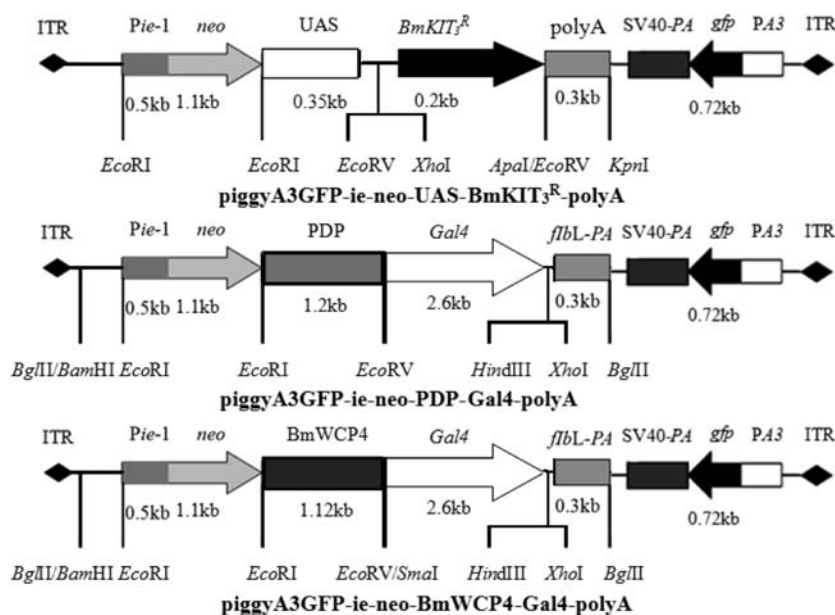 ITR Pie-1 neo UAS BmKIT₃ᴿ polyA SV40-PA gfp PA3 ITR
0.5kb 1.1kb 0.35kb 0.2kb 0.3kb 0.72kb
EcoRI EcoRI EcoRV XhoI ApaI/EcoRV KpnI
piggyA3GFP-ie-neo-UAS-BmKIT₃ᴿ-polyA
ITR Pie-1 neo PDP Gal4 flbL-PA SV40-PA gfp PA3 ITR
0.5kb 1.1kb 1.2kb 2.6kb 0.3kb 0.72kb
BglII/BamHI EcoRI EcoRI EcoRV HindIII XhoI BglII
piggyA3GFP-ie-neo-PDP-Gal4-polyA
ITR Pie-1 neo BmWCP4 Gal4 flbL-PA SV40-PA gfp PA3 ITR
0.5kb 1.1kb 1.12kb 2.6kb 0.3kb 0.72kb
BglII/BamHI EcoRI EcoRI EcoRV/SmaI HindIII XhoI BglII
piggyA3GFP-ie-neo-BmWCP4-Gal4-polyA